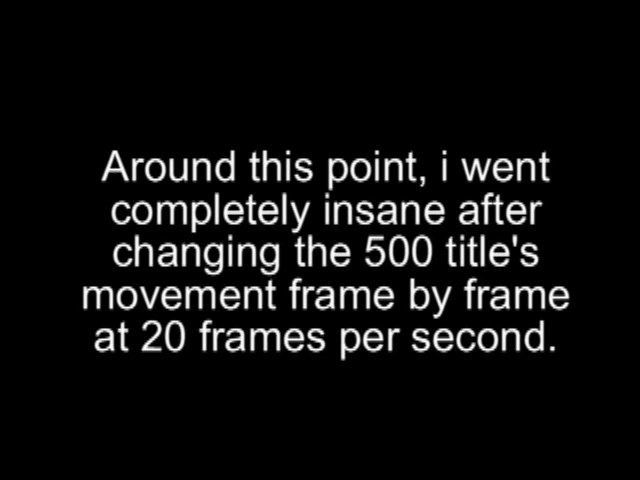 Around this point, i went
completely insane after
changing the 500 title's
movement frame by frame
at 20 frames per second.